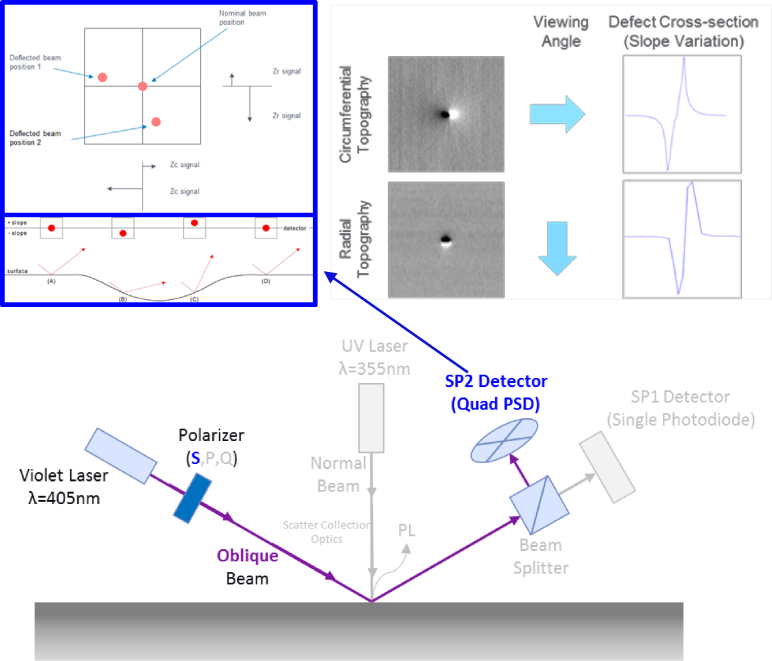 Nominal beam
position
Deflected beam
position 1
Zr signal
Zr signal
Deflected beam
position 2
Zc signal
Zc signal
+ slope
- slope
detector
surface
(A)
(B)
(C)
(D)
Viewing
Angle
Defect Cross-section
(Slope Variation)
Circumferential
Topography
Radial
Topography
UV Laser
λ=355nm
SP2 Detector
(Quad PSD)
SP1 Detector
(Single Photodiode)
Polarizer
(S,P,Q)
Violet Laser
λ=405nm
Normal
Beam
Scatter Collection
Optics
PL
Oblique
Beam
Beam
Splitter